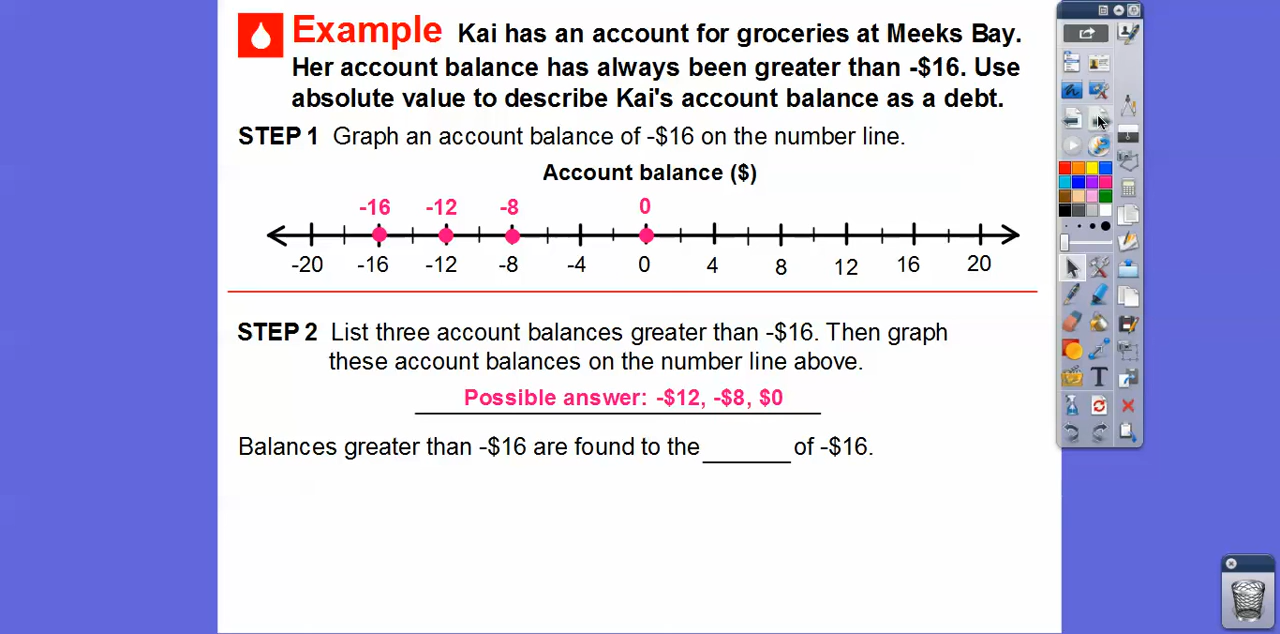 Example Kai has an account for groceries at Meeks Bay.
Her account balance has always been greater than -$16. Use
absolute value to describe Kai's account balance as a debt.
STEP 1 Graph an account balance of -$16 on the number line.
Account balance ($)
-16 -12 -8 0
-20 -16 -12 -8 -4 0 4 8 12 16 20
STEP 2 List three account balances greater than -$16. Then graph
these account balances on the number line above.
Possible answer: -$12, -$8, $0
Balances greater than -$16 are found to the ______ of -$16.